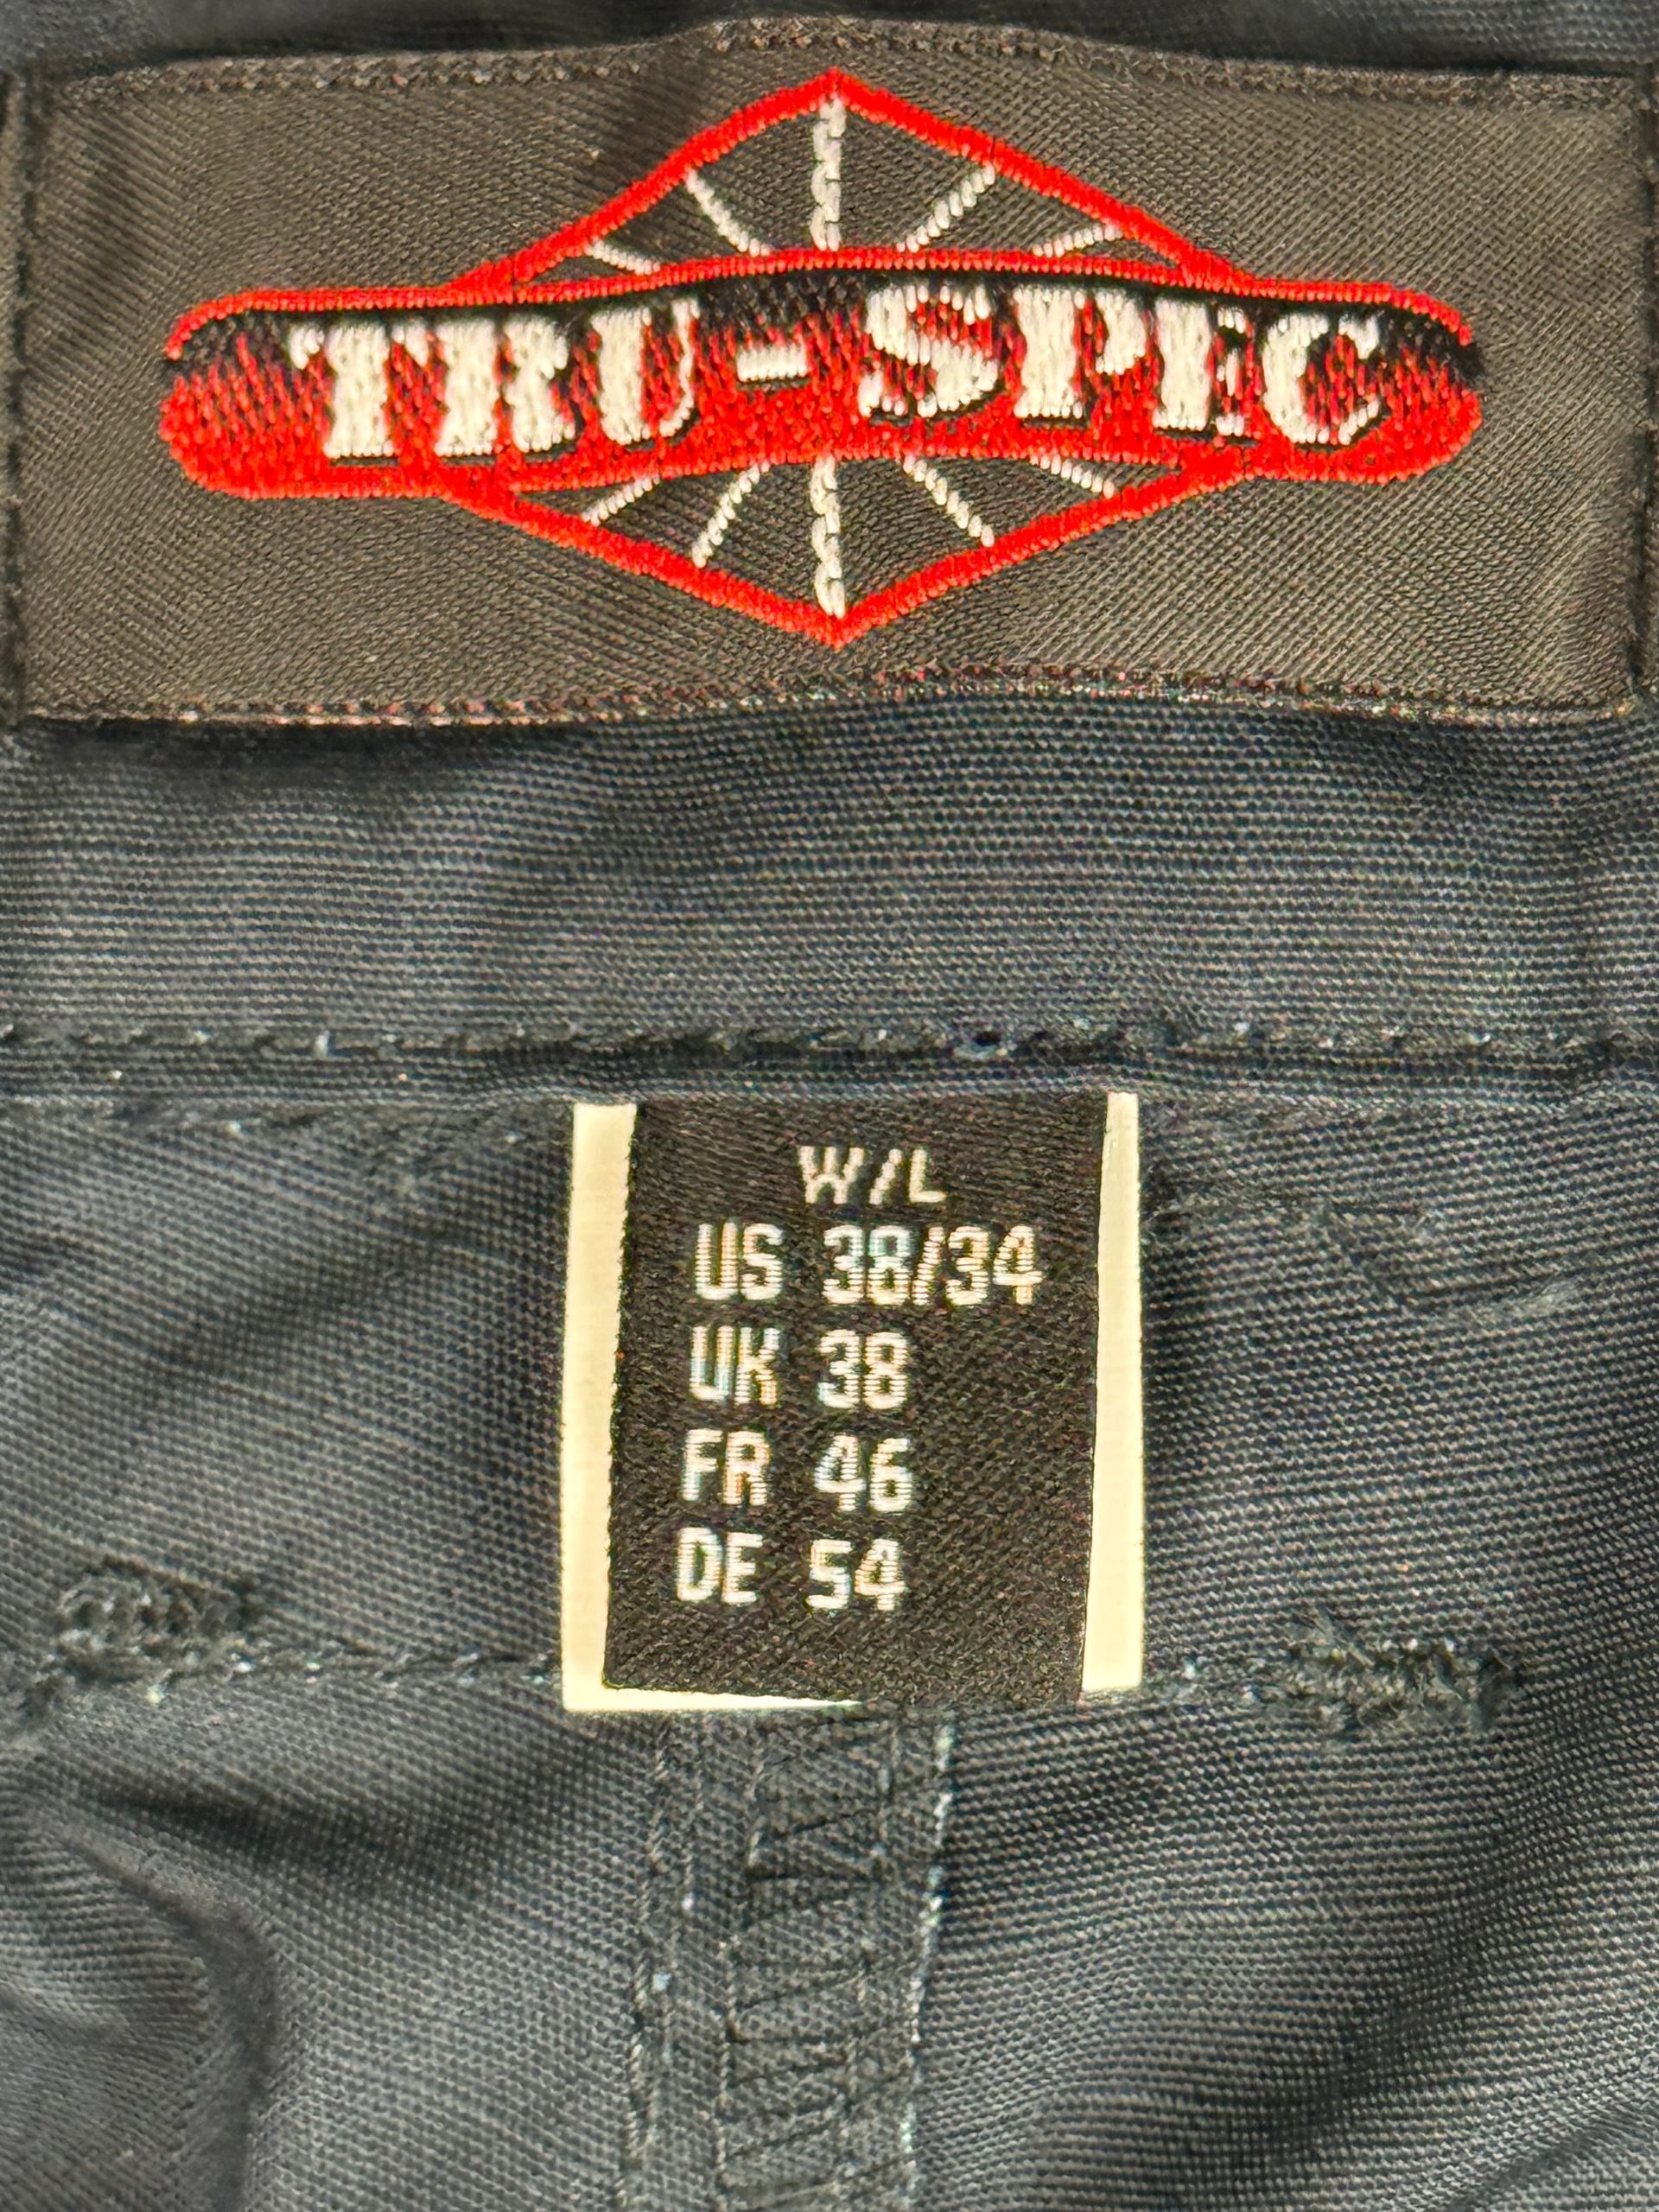 TRU-SPEC
W/L
US 38/34
UK 38
FR 46
DE 54